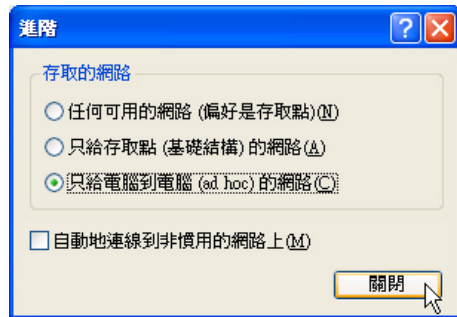 進階
存取的網路
任何可用的網路 (偏好是存取點)(N)
只給存取點 (基礎結構) 的網路(A)
只給電腦到電腦 (ad hoc) 的網路(C)
自動地連線到非慣用的網路上(M)
關閉